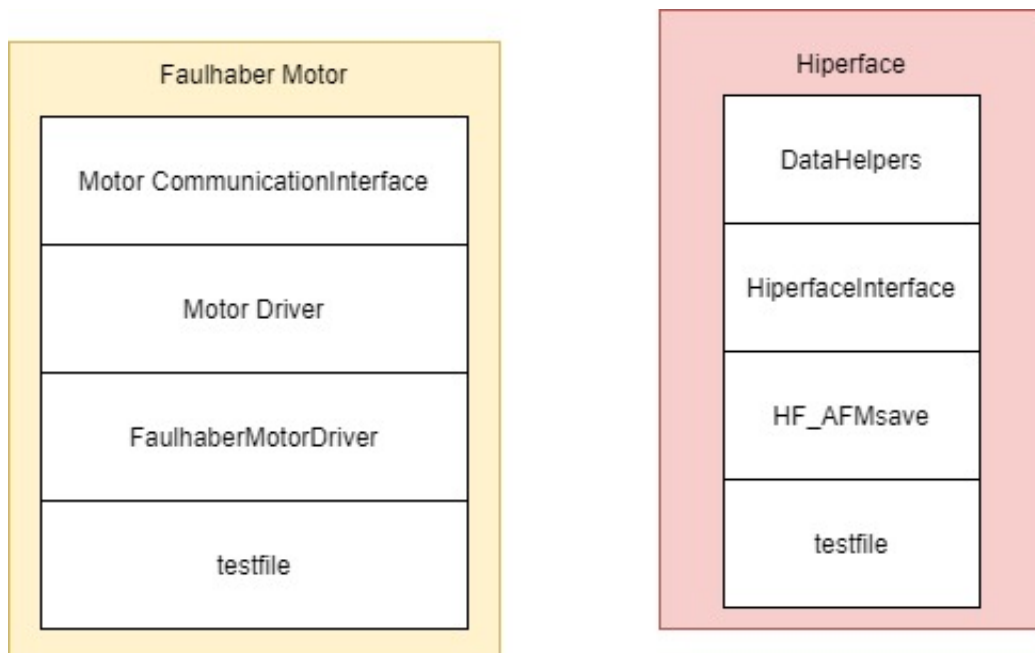 Faulhaber Motor
Motor CommunicationInterface
Motor Driver
FaulhaberMotorDriver
testfile
Hiperface
DataHelpers
HiperfaceInterface
HF_AFMsave
testfile